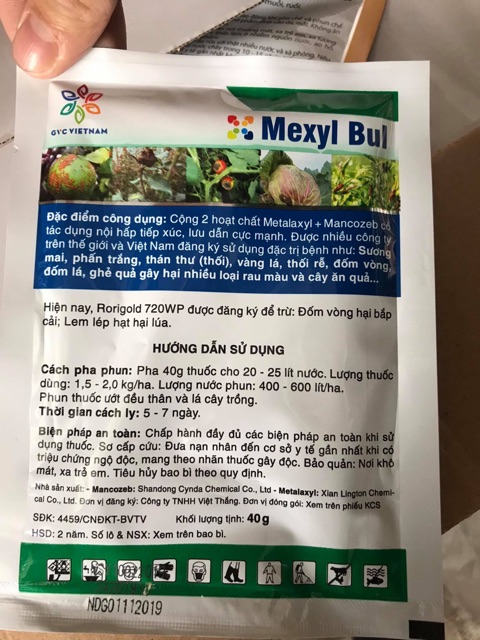 muỗi, ruồi.
GVC VIETNAM
Mexyl Bul
Đặc điểm công dụng: Cộng 2 hoạt chất Metalaxyl + Mancozeb có
tác dụng nội hấp tiếp xúc, lưu dẫn cực mạnh. Được nhiều công ty
trên thế giới và Việt Nam đăng ký sử dụng đặc trị bệnh như: Sương
mai, phấn trắng, thán thư (thối), vàng lá, thối rễ, đốm vòng,
đốm lá, ghẻ quả gây hại nhiều loại rau màu và cây ăn quả...
Hiện nay, Rorigold 720WP được đăng ký để trừ: Đốm vòng hại bắp
cải; Lem lép hạt hại lúa.
HƯỚNG DẪN SỬ DỤNG
Cách pha phun: Pha 40g thuốc cho 20 - 25 lít nước. Lượng thuốc
dùng: 1,5 - 2,0 kg/ha. Lượng nước phun: 400 - 600 lít/ha.
Phun thuốc ướt đều thân và lá cây trồng.
Thời gian cách ly: 5 - 7 ngày.
Biện pháp an toàn: Chấp hành đầy đủ các biện pháp an toàn khi sử
dụng thuốc. Sơ cấp cứu: Đưa nạn nhân đến cơ sở y tế gần nhất khi có
triệu chứng ngộ độc, mang theo nhãn thuốc gây độc. Bảo quản: Nơi khô
mát, xa trẻ em. Tiêu hủy bao bì theo quy định.
Nhà sản xuất: - Mancozeb: Shandong Cynda Chemical Co., Ltd - Metalaxyl: Xian Lington Chemi-
cal Co., Ltd. Đơn vị đăng ký: Công ty TNHH Việt Thắng. Đơn vị đóng gói: Xem trên phiếu KCS
SĐK: 4459/CNĐKT-BVTV Khối lượng tịnh: 40g
HSD: 2 năm. Số lô & NSX: Xem trên bao bì.
NDG01112019